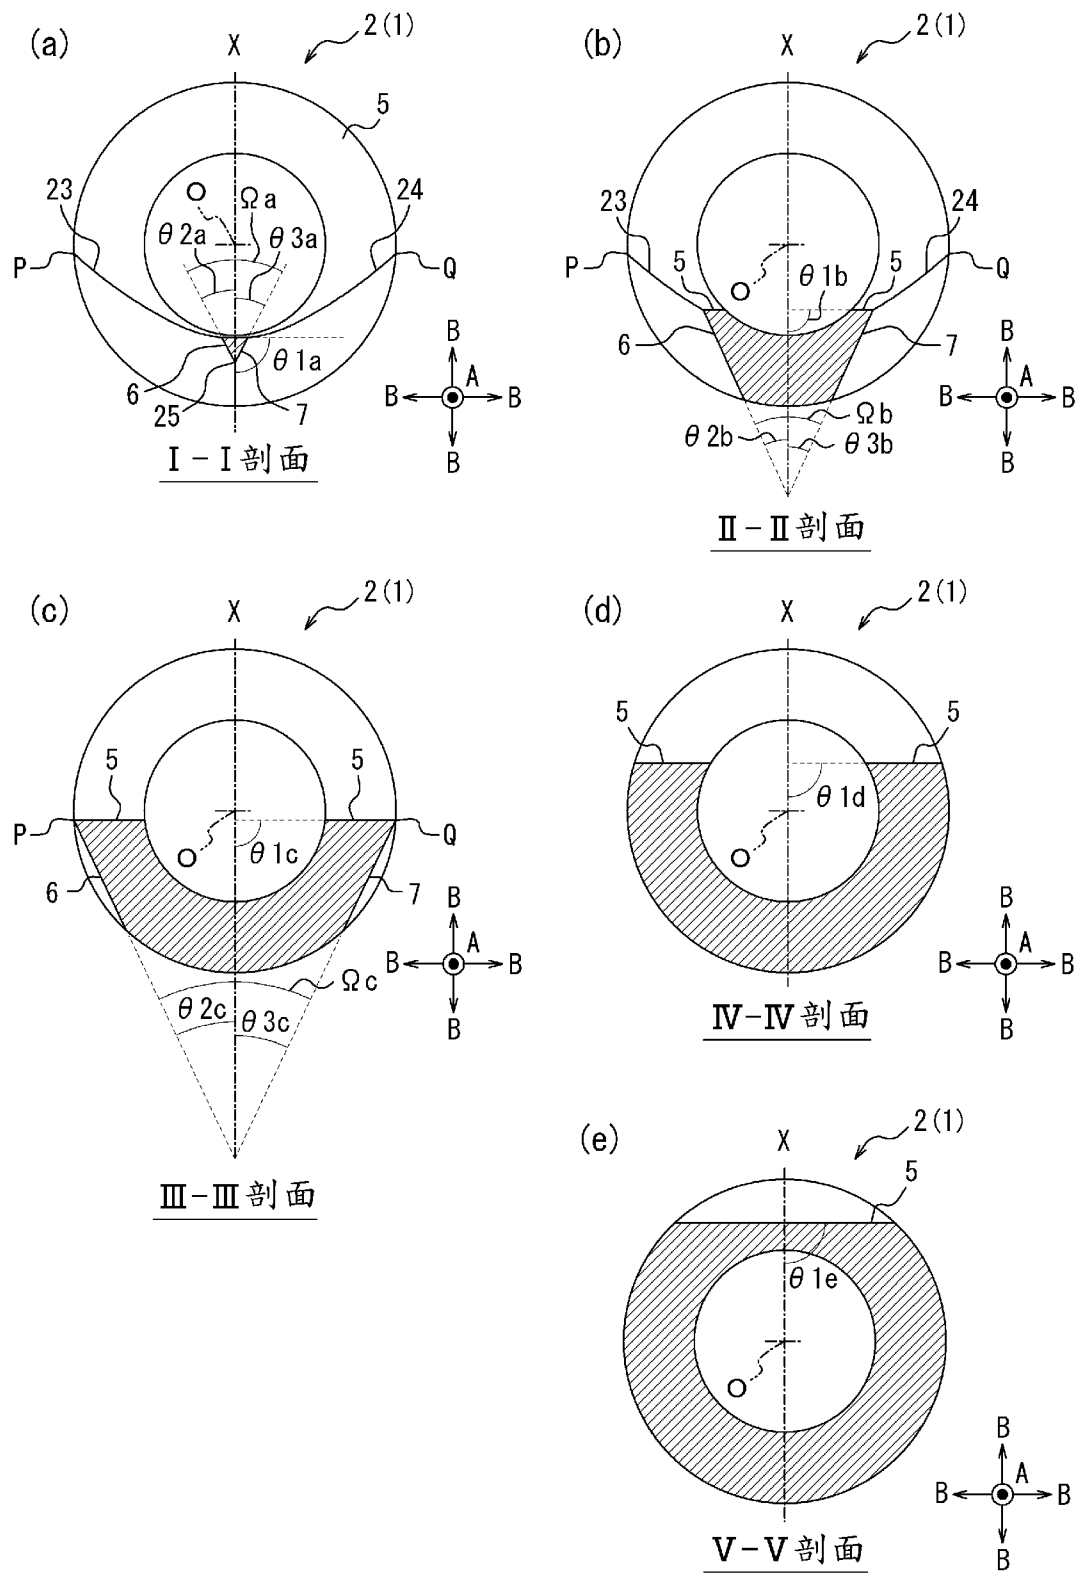 (a)
X
2(1)
5
23
O
Ωa
24
θ2a
θ3a
P
Q
θ1a
6
25
7
B
A
B
B
B
Ⅰ-Ⅰ剖面
(b)
X
2(1)
23
24
P
5
θ1b
5
Q
O
6
7
B
A
B
B
B
Ωb
θ2b
θ3b
Ⅱ-Ⅱ剖面
(c)
X
2(1)
5
5
P
Q
O
θ1c
6
7
B
A
B
B
B
Ωc
θ2c
θ3c
Ⅲ-Ⅲ剖面
(d)
X
2(1)
5
5
θ1d
O
B
A
B
B
B
Ⅳ-Ⅳ剖面
(e)
X
2(1)
5
θ1e
O
B
A
B
B
B
Ⅴ-Ⅴ剖面